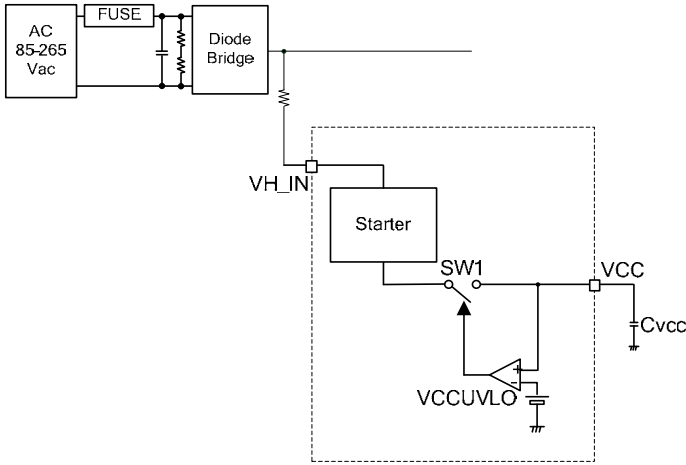 AC
85-265
Vac
FUSE
Diode
Bridge
VH_IN
Starter
SW1
VCC
Cvcc
+
-
VCCUVLO